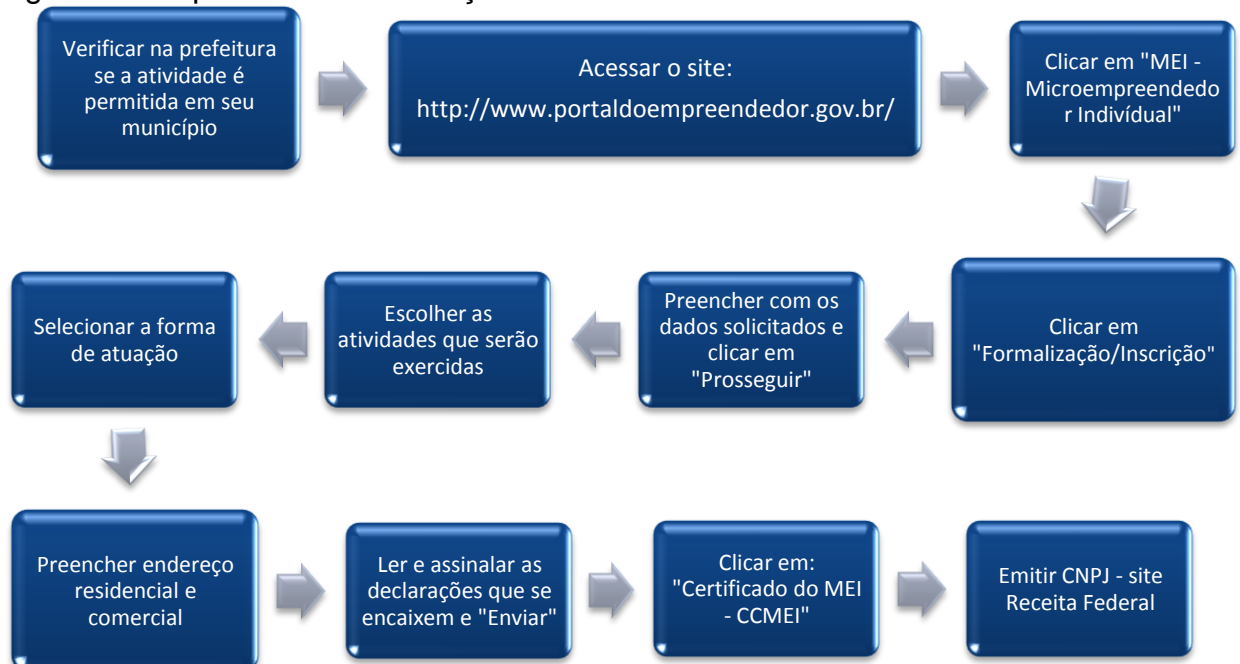 Verificar na prefeitura
se a atividade é
permitida em seu
município
Acessar o site:
http://www.portaldoempreendedor.gov.br/
Clicar em "MEI -
Microempreendedo
r Indivídual"
Clicar em
"Formalização/Inscrição"
Preencher com os
dados solicitados e
clicar em
"Prosseguir"
Escolher as
atividades que serão
exercidas
Selecionar a forma
de atuação
Preencher endereço
residencial e
comercial
Ler e assinalar as
declarações que se
encaixem e "Enviar"
Clicar em:
"Certificado do MEI
- CCMEI"
Emitir CNPJ - site
Receita Federal